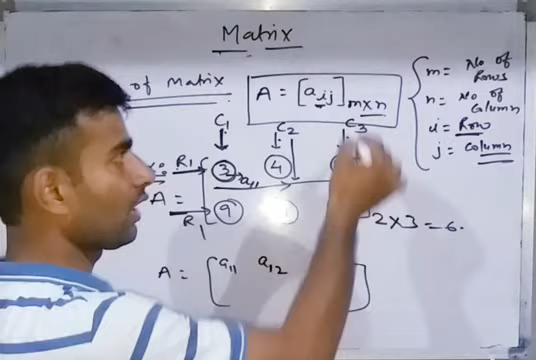 Matrix
of Matrix
A = [aij]m×n
m = No of Rows
n = No of Column
i = Row
j = Column
C1 C2 C3
R1 3 a11 4
A =
R1 9
2×3 = 6.
A = [a11 a12